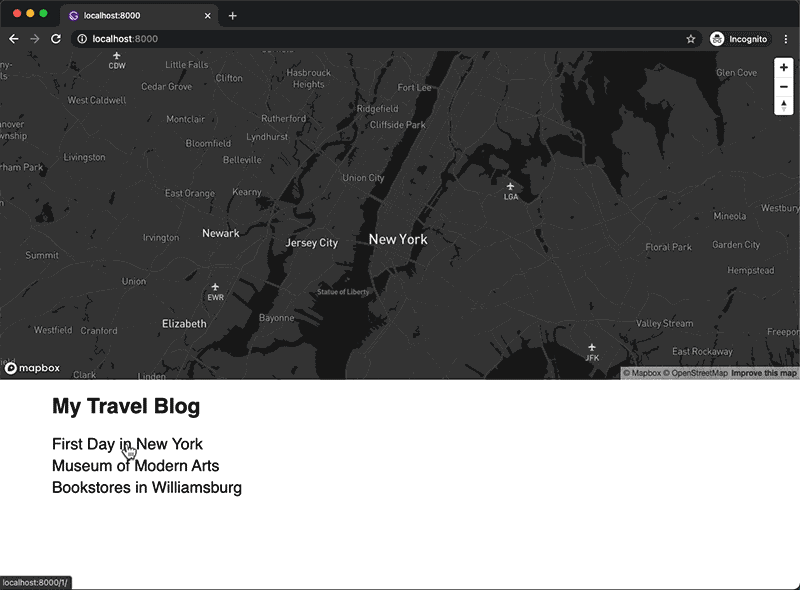 localhost:8000
localhost:8000
Incognito
CDW
Little Falls
Glen Cove
Clifton
Hasbrouck
Heights
Cedar Grove
Fort Lee
West Caldwell
Ridgefield
Montclair
Rutherford
Cliffside Park
Lyndhurst
Bloomfield
Livingston
Belleville
Union City
East Orange
Kearny
LGA
Westbury
Mineola
Newark
Irvington
Jersey City
New York
Floral Park
Garden City
Summit
Hempstead
Union
Statue of Liberty
EWR
Bayonne
Elizabeth
Valley Stream
Westfield
Cranford
JFK
East Rockaway
mapbox
Clark
Linden
© Mapbox © OpenStreetMap Improve this map
My Travel Blog
First Day in New York
Museum of Modern Arts
Bookstores in Williamsburg
localhost:8000/1/